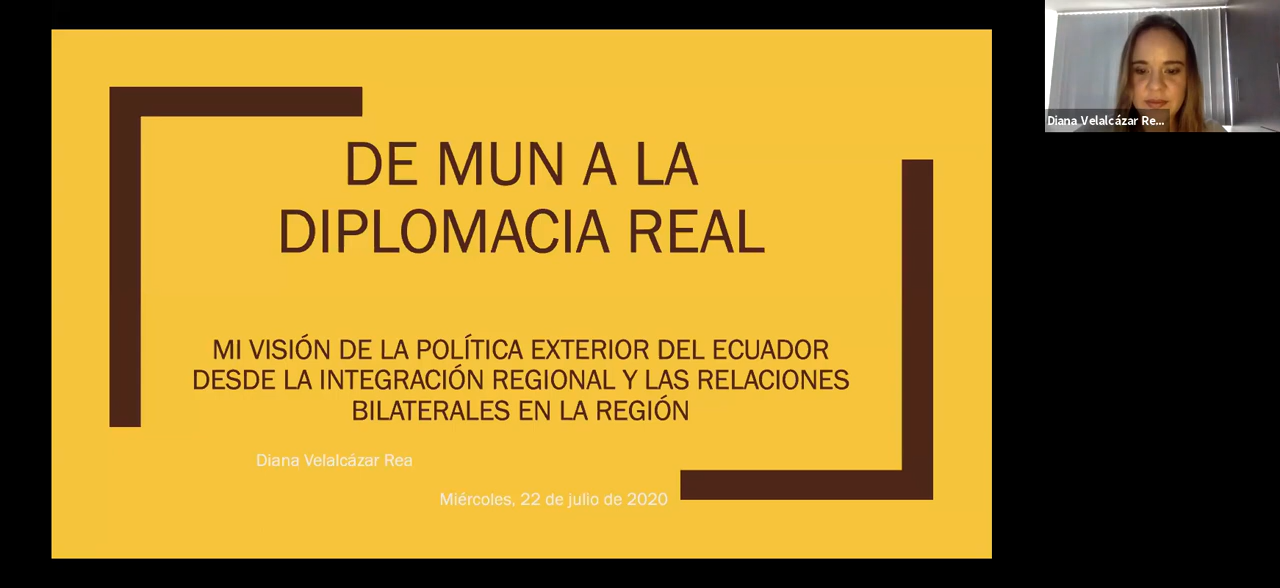 DE MUN A LA
DIPLOMACIA REAL
MI VISIÓN DE LA POLÍTICA EXTERIOR DEL ECUADOR
DESDE LA INTEGRACIÓN REGIONAL Y LAS RELACIONES
BILATERALES EN LA REGIÓN
Diana Velalcázar Rea
Miércoles, 22 de julio de 2020
Diana Velalcázar Re...